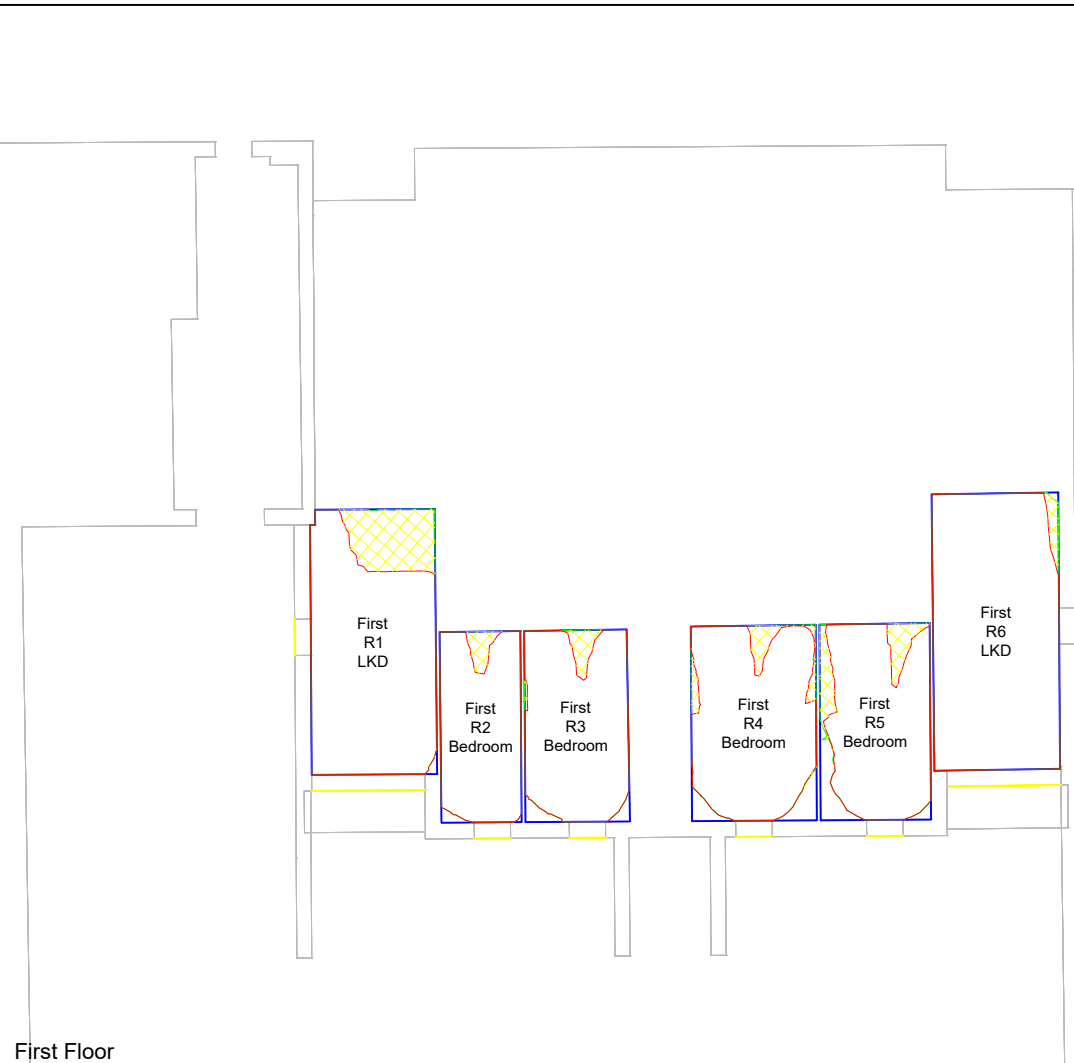 First
R1
LKD
First
R2
Bedroom
First
R3
Bedroom
First
R4
Bedroom
First
R5
Bedroom
First
R6
LKD
First Floor